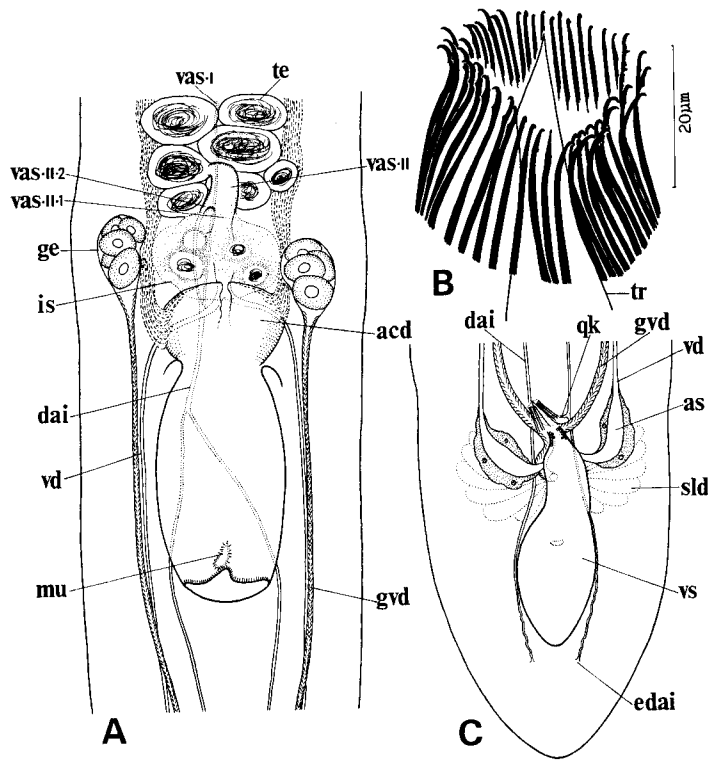 vas-I
te
vas-II-2
vas-II-1
vas-II
ge
is
acd
dai
vd
mu
gvd
A
B
20µm
tr
dai
qk
gvd
vd
as
sld
vs
edai
C